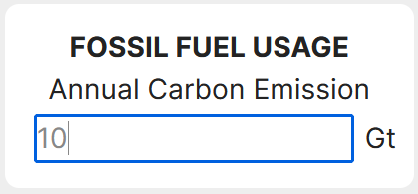 FOSSIL FUEL USAGE
Annual Carbon Emission
10 Gt